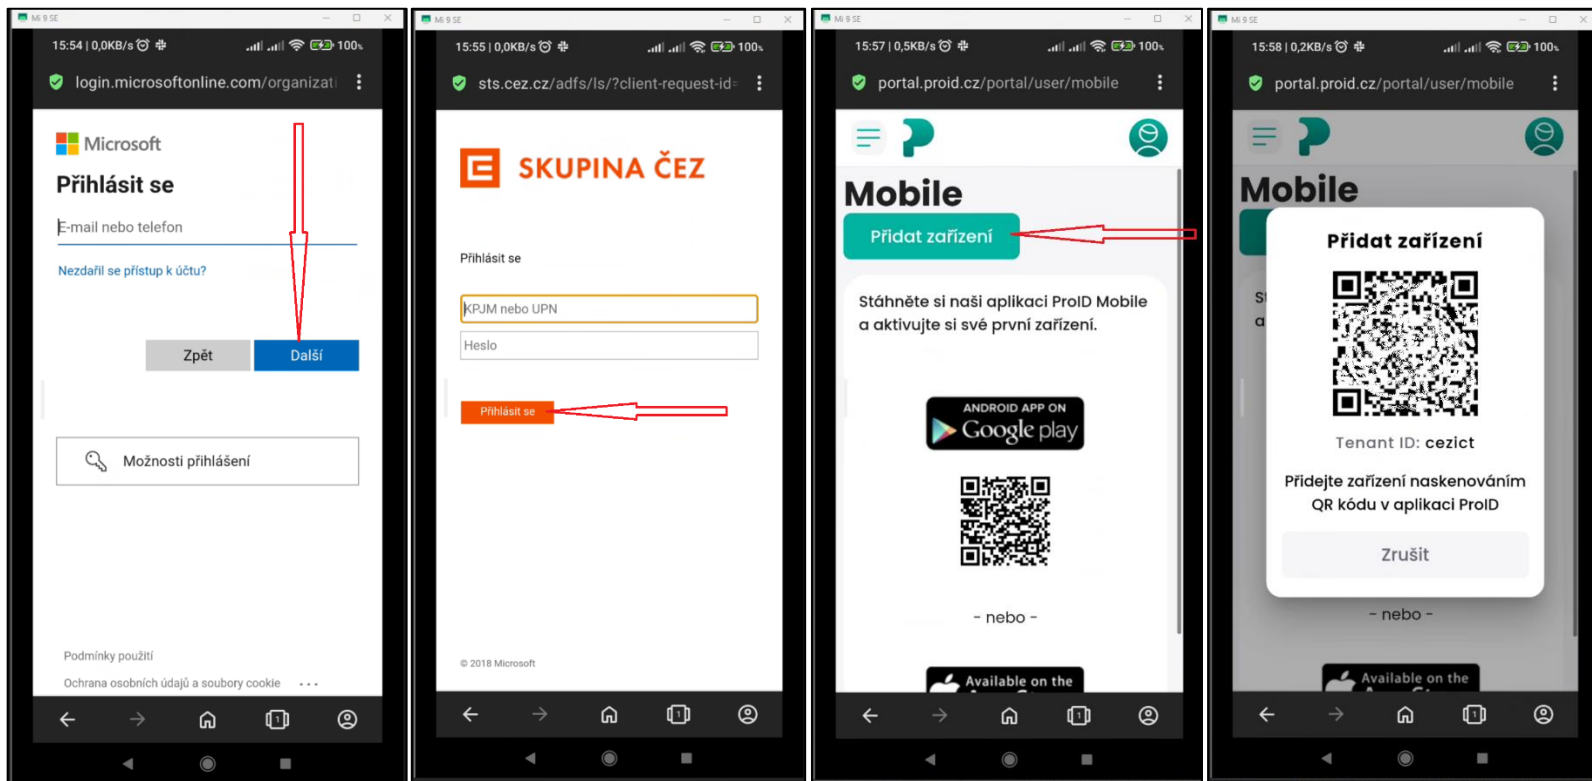 Mi 9 SE
15:54 | 0,0KB/s
100%
login.microsoftonline.com/organizati
Microsoft
Přihlásit se
E-mail nebo telefon
Nezdařil se přístup k účtu?
Zpět
Další
Možnosti přihlášení
Podmínky použití
Ochrana osobních údajů a soubory cookie ...
1
Mi 9 SE
15:55 | 0,0KB/s
100%
sts.cez.cz/adfs/ls/?client-request-id=
SKUPINA ČEZ
Přihlásit se
KPJM nebo UPN
Heslo
Přihlásit se
© 2018 Microsoft
1
Mi 9 SE
15:57 | 0,5KB/s
100%
portal.proid.cz/portal/user/mobile
Mobile
Přidat zařízení
Stáhněte si naši aplikaci ProID Mobile
a aktivujte si své první zařízení.
ANDROID APP ON
Google play
- nebo -
Available on the
1
Mi 9 SE
15:58 | 0,2KB/s
100%
portal.proid.cz/portal/user/mobile
Mobile
Přidat zařízení
Tenant ID: cezict
Přidejte zařízení naskenováním
QR kódu v aplikaci ProID
Zrušit
- nebo -
Available on the
1